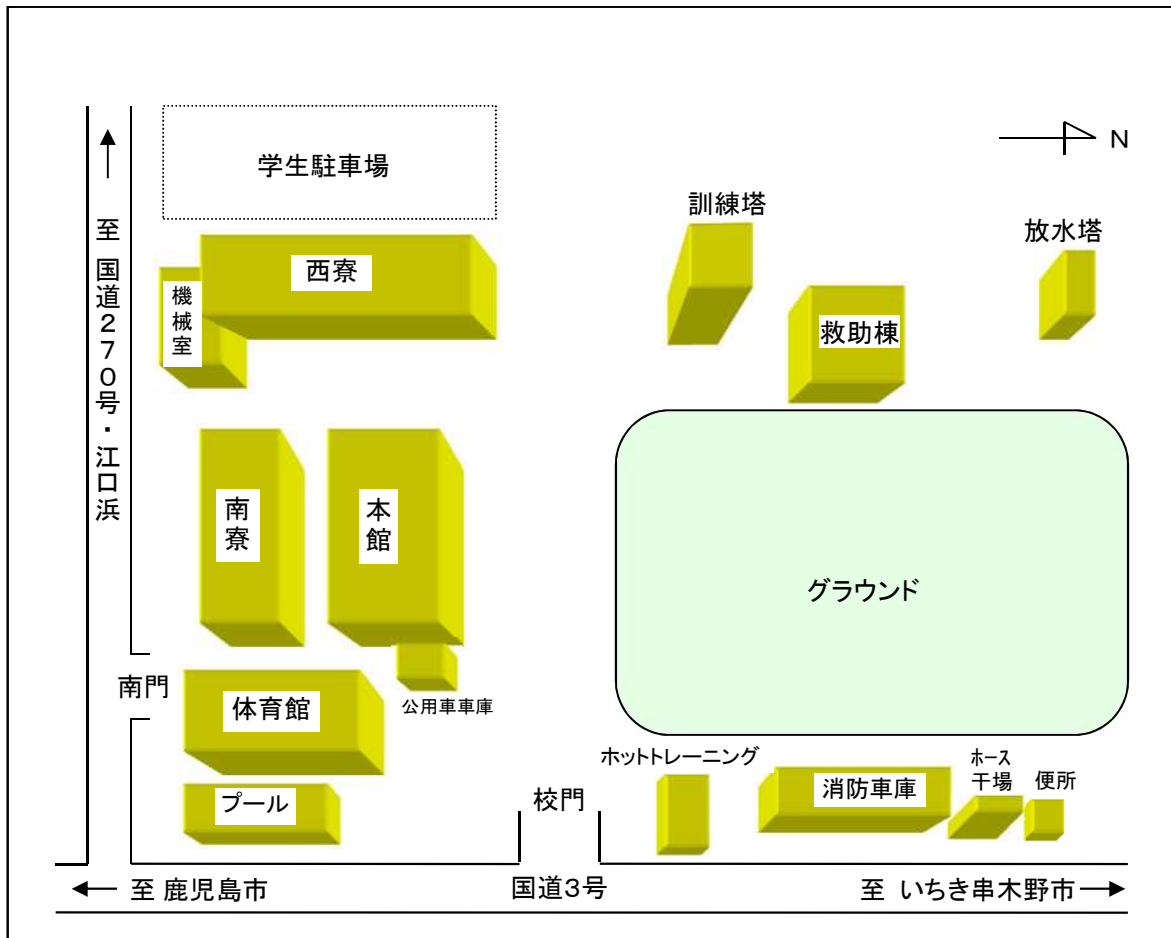 学生駐車場
N
訓練塔
放水塔
西寮
機械室
救助棟
至 国道270号・江口浜
南寮
本館
グラウンド
南門
体育館
公用車車庫
ホットトレーニング
ﾎｰｽ
干場
便所
消防車庫
プール
校門
至 鹿児島市
国道3号
至 いちき串木野市